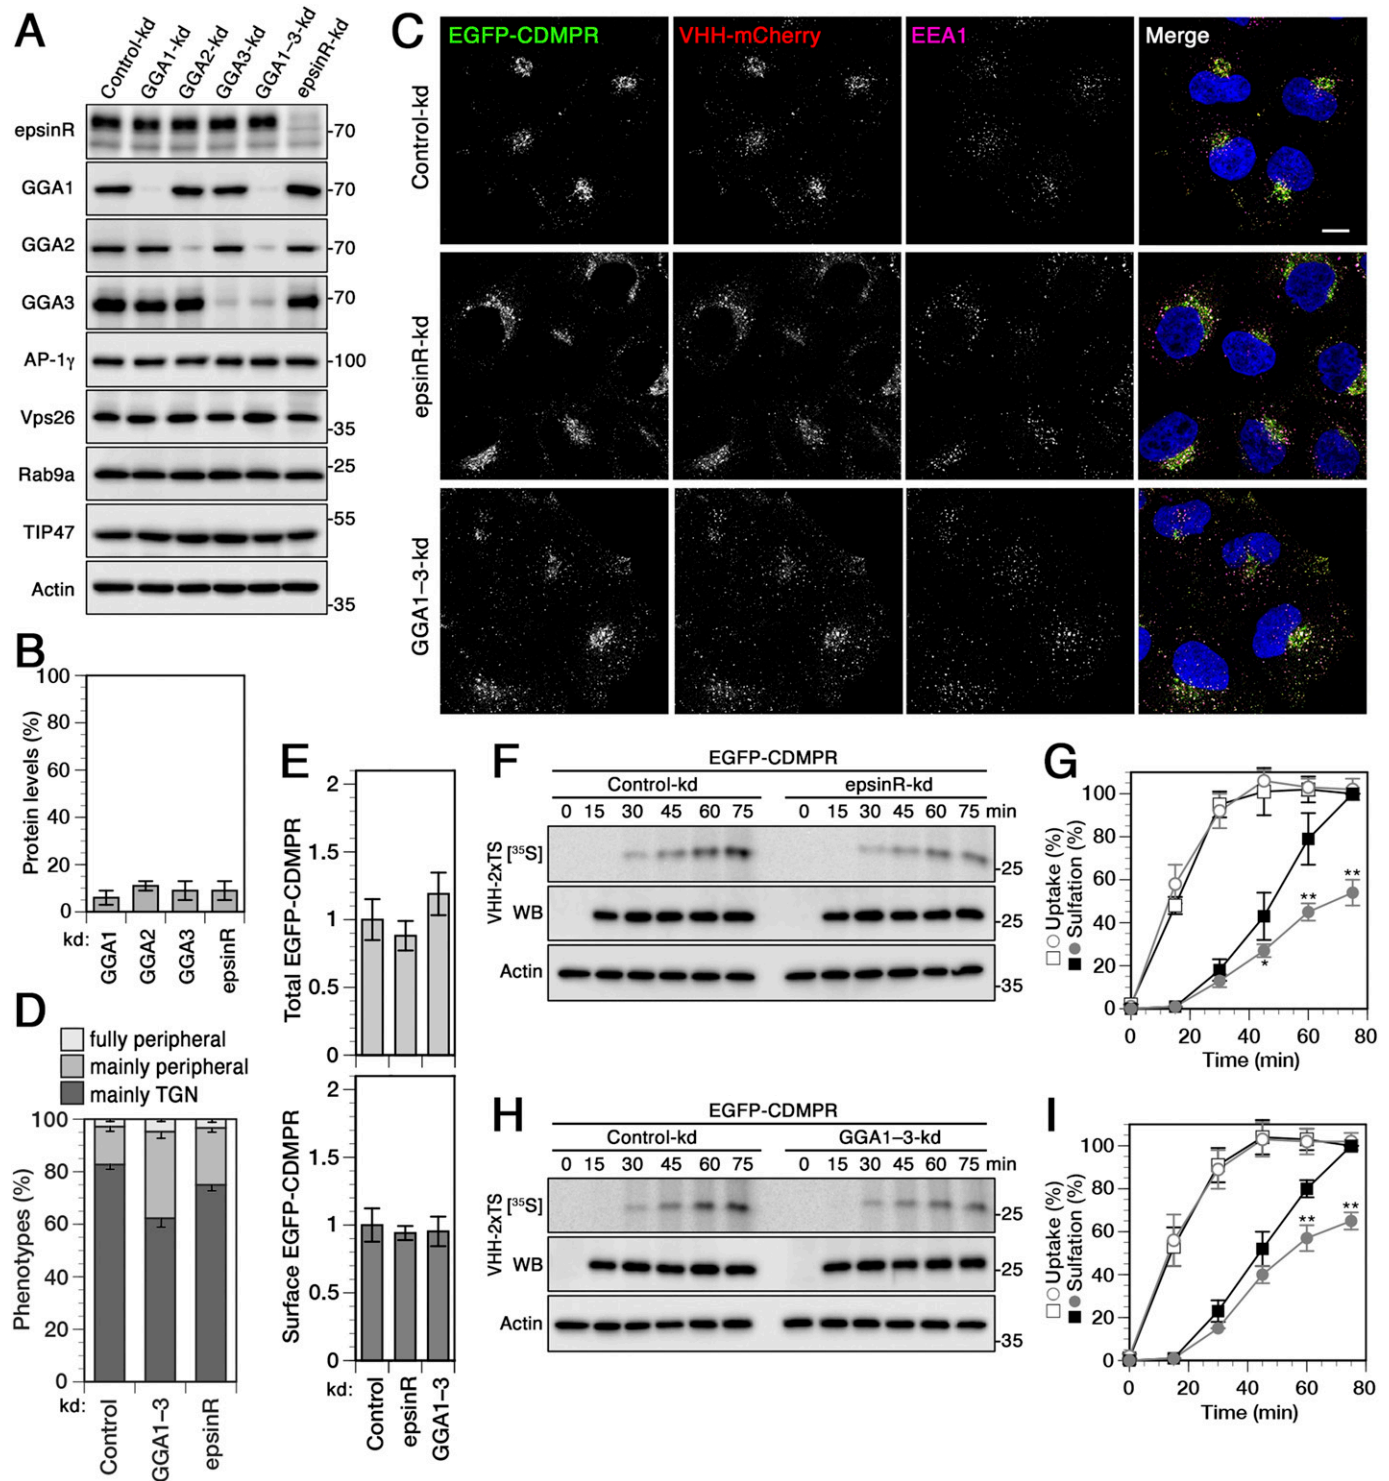 A
Control-kd
GGA1-kd
GGA2-kd
GGA3-kd
GGA1–3-kd
epsinR-kd
epsinR
-70
GGA1
-70
GGA2
-70
GGA3
-70
AP-1γ
-100
Vps26
-35
Rab9a
-25
TIP47
-55
Actin
-35
B
Protein levels (%)
100
80
60
40
20
0
kd:
GGA1
GGA2
GGA3
epsinR
C
EGFP-CDMPR
VHH-mCherry
EEA1
Merge
Control-kd
epsinR-kd
GGA1–3-kd
D
fully peripheral
mainly peripheral
mainly TGN
Phenotypes (%)
100
80
60
40
20
0
kd:
Control
GGA1–3
epsinR
E
Total EGFP-CDMPR
2
1.5
1
0.5
0
Surface EGFP-CDMPR
2
1.5
1
0.5
0
kd:
Control
epsinR
GGA1–3
F
EGFP-CDMPR
Control-kd
epsinR-kd
0 15 30 45 60 75 0 15 30 45 60 75 min
VHH-2xTS
[³⁵S]
-25
WB
-25
Actin
-35
G
Uptake (%)
Sulfation (%)
100
80
60
40
20
0
*
**
**
0 20 40 60 80
Time (min)
H
EGFP-CDMPR
Control-kd
GGA1–3-kd
0 15 30 45 60 75 0 15 30 45 60 75 min
VHH-2xTS
[³⁵S]
-25
WB
-25
Actin
-35
I
Uptake (%)
Sulfation (%)
100
80
60
40
20
0
**
**
0 20 40 60 80
Time (min)